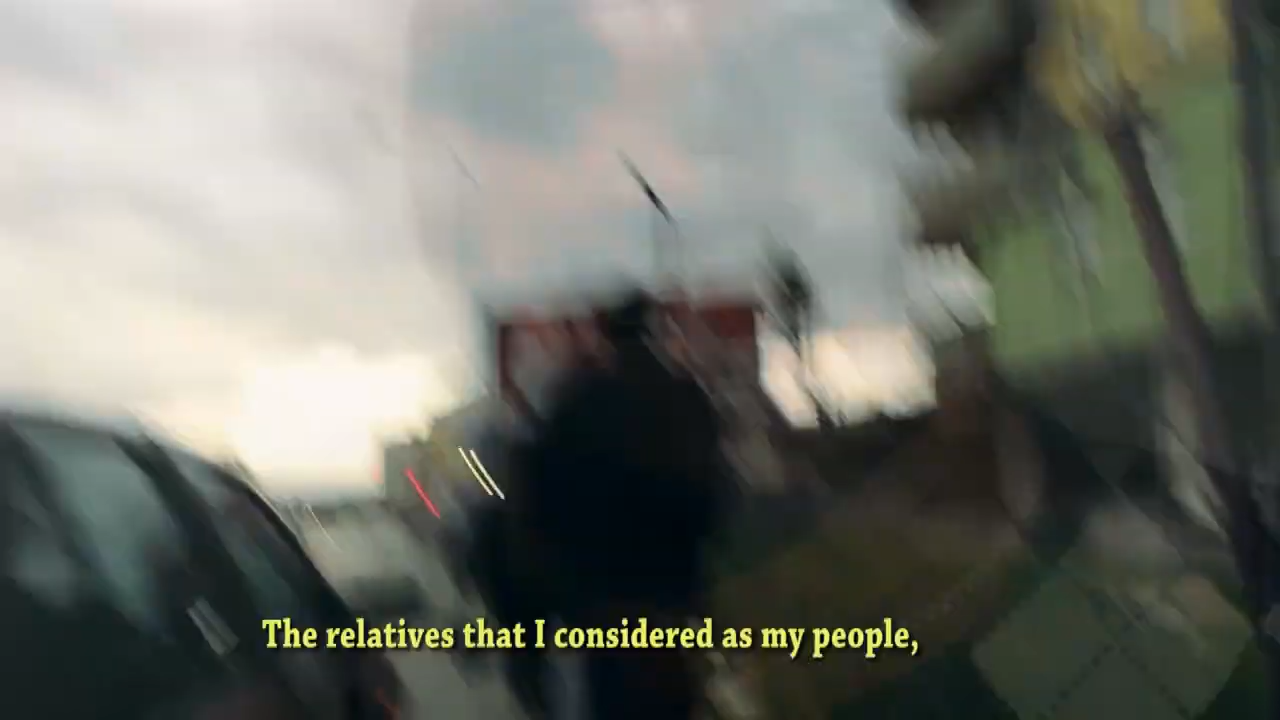 The relatives that I considered as my people,